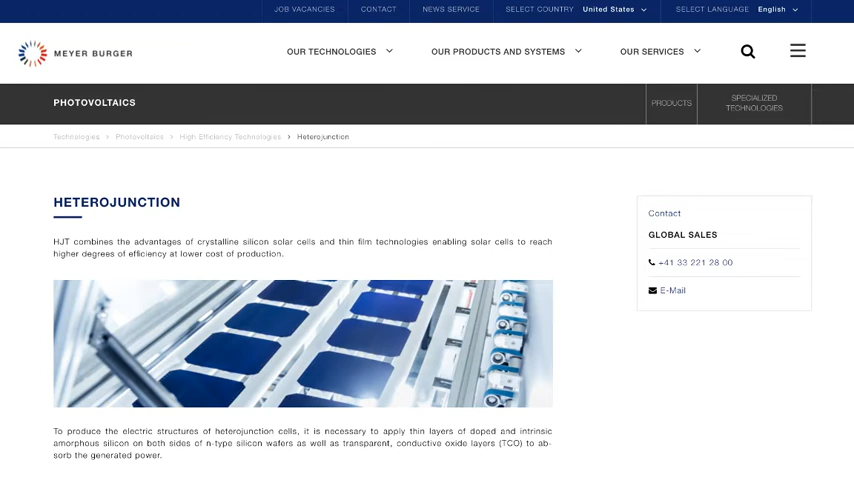 JOB VACANCIES CONTACT NEWS SERVICE SELECT COUNTRY United States SELECT LANGUAGE English
MEYER BURGER OUR TECHNOLOGIES OUR PRODUCTS AND SYSTEMS OUR SERVICES
PHOTOVOLTAICS PRODUCTS SPECIALIZED
TECHNOLOGIES
Technologies > Photovoltaics > High Efficiency Technologies > Heterojunction
HETEROJUNCTION
HJT combines the advantages of crystalline silicon solar cells and thin film technologies enabling solar cells to reach
higher degrees of efficiency at lower cost of production.
To produce the electric structures of heterojunction cells, it is necessary to apply thin layers of doped and intrinsic
amorphous silicon on both sides of n-type silicon wafers as well as transparent, conductive oxide layers (TCO) to ab-
sorb the generated power.
Contact
GLOBAL SALES
+41 33 221 28 00
E-Mail